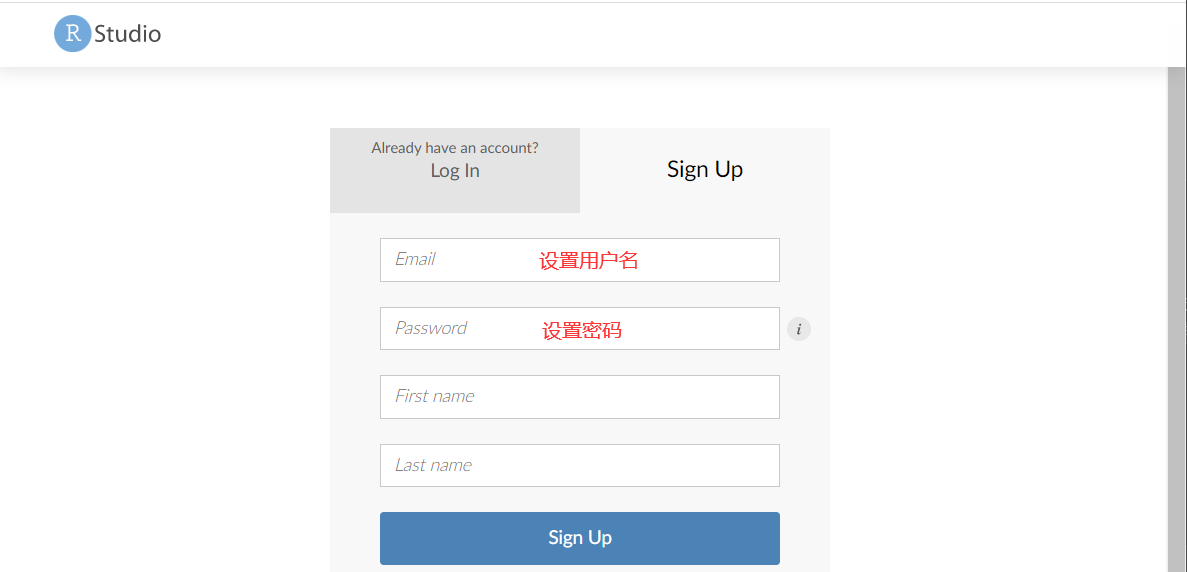 R Studio
Already have an account?
Log In
Sign Up
Email 设置用户名
Password 设置密码
i
First name
Last name
Sign Up